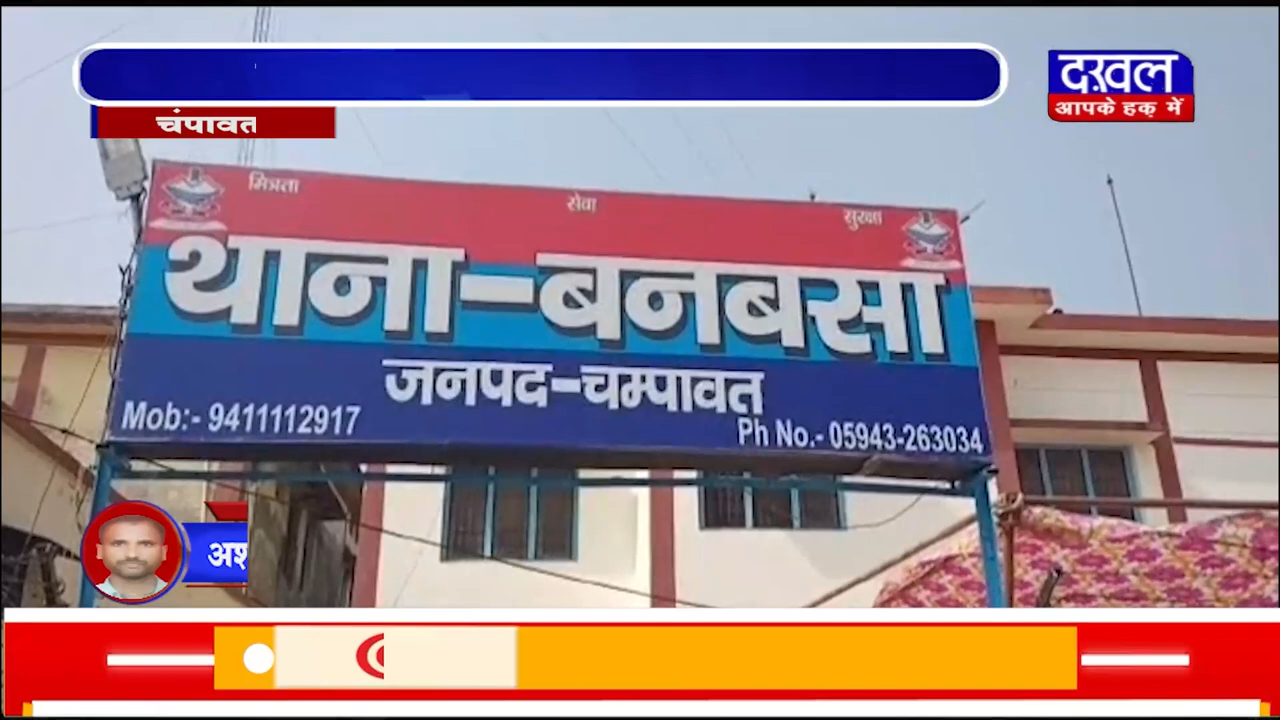 दख़ल
आपके हक़ में
चंपावत
मित्रता सेवा सुरक्षा
थाना-बनबसा
जनपद-चम्पावत
Mob:- 9411112917
Ph No.- 05943-263034